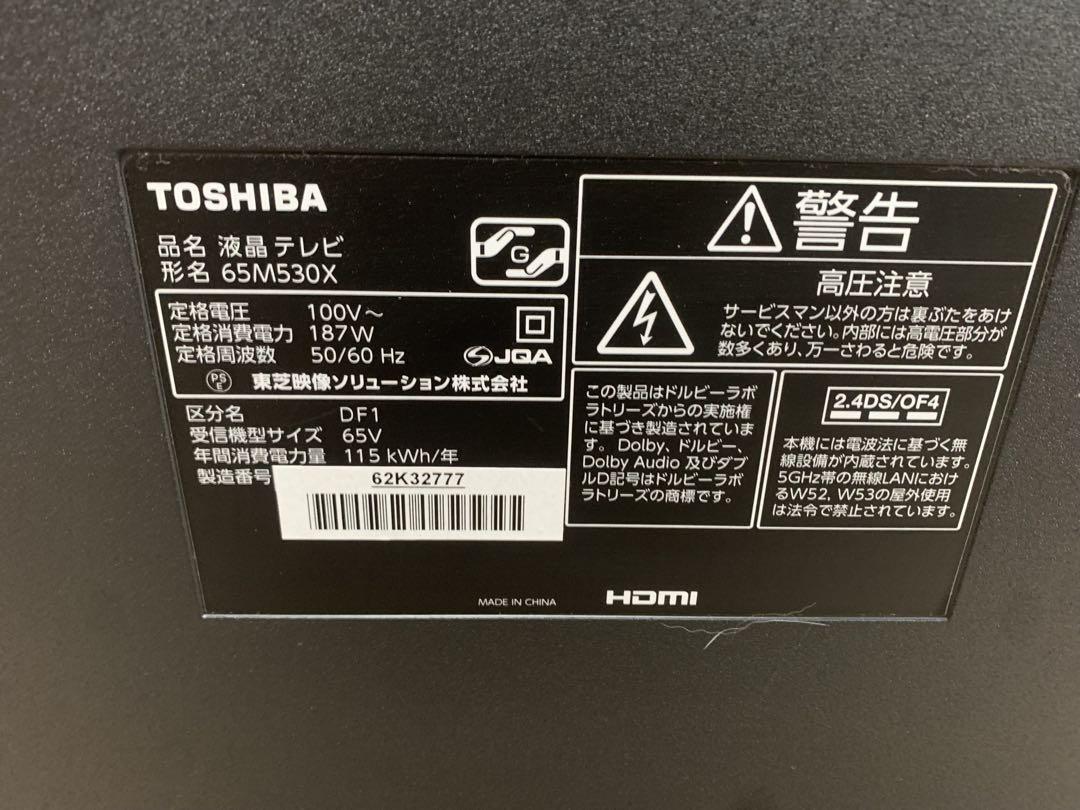 TOSHIBA
品名 液晶テレビ
形名 65M530X
G
定格電圧 100V～
定格消費電力 187W
定格周波数 50/60 Hz
JQA
PS
E
東芝映像ソリューション株式会社
区分名 DF1
受信機型サイズ 65V
年間消費電力量 115 kWh/年
製造番号
62K32777
警告
高圧注意
サービスマン以外の方は裏ぶたをあけ
ないでください。内部には高電圧部分が
数多くあり、万一さわると危険です。
この製品はドルビーラボ
ラトリーズからの実施権
に基づき製造されていま
す。Dolby、ドルビー、
Dolby Audio 及びダブ
ルD記号はドルビーラボ
ラトリーズの商標です。
2.4DS/OF4
本機には電波法に基づく無
線設備が内蔵されています。
5GHz帯の無線LANにおけ
るW52, W53の屋外使用
は法令で禁止されています。
MADE IN CHINA
HDMI